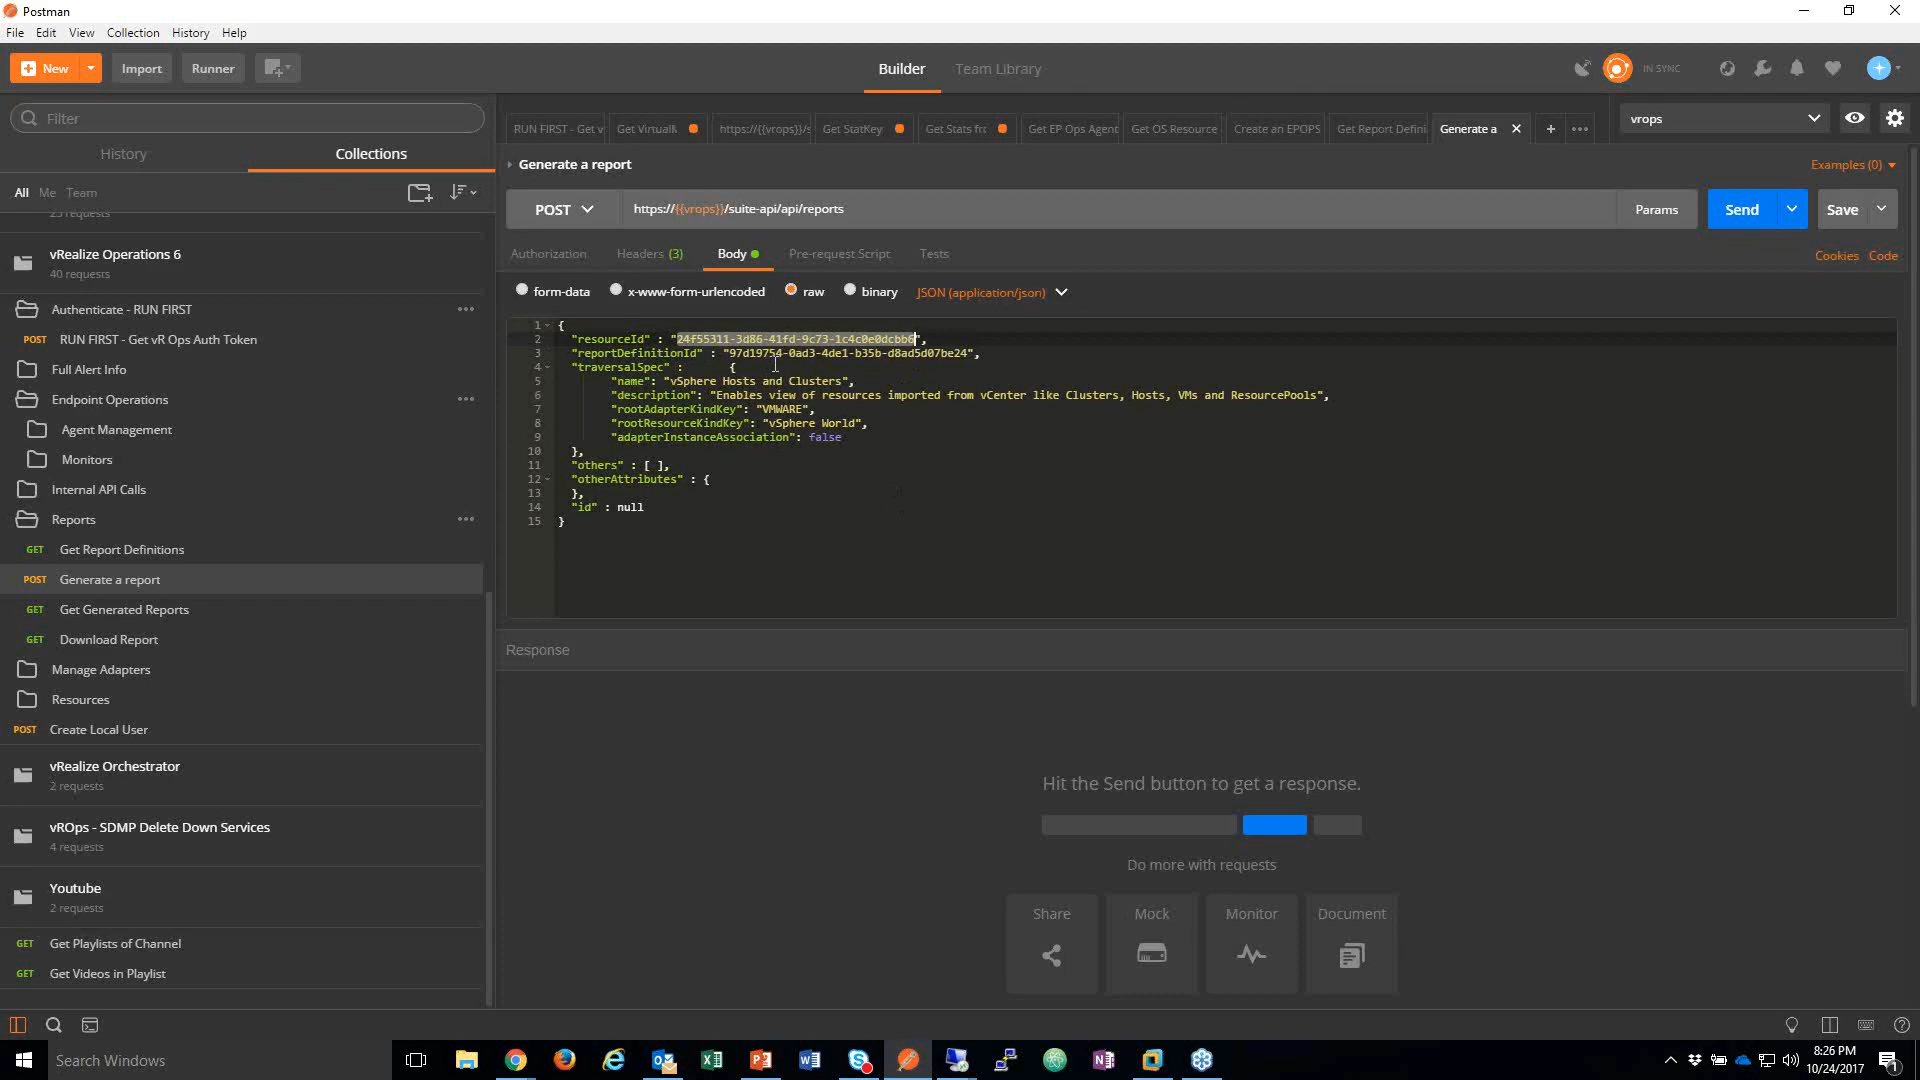 Postman
File Edit View Collection History Help
New Import Runner Builder Team Library IN SYNC
Filter
History Collections
All Me Team
23 requests
vRealize Operations 6
40 requests
Authenticate - RUN FIRST
POST RUN FIRST - Get vR Ops Auth Token
Full Alert Info
Endpoint Operations
Agent Management
Monitors
Internal API Calls
Reports
GET Get Report Definitions
POST Generate a report
GET Get Generated Reports
GET Download Report
Manage Adapters
Resources
POST Create Local User
vRealize Orchestrator
2 requests
vROps - SDMP Delete Down Services
4 requests
Youtube
2 requests
GET Get Playlists of Channel
GET Get Videos in Playlist
RUN FIRST - Get v Get VirtualM https://{{vrops}}/s Get StatKey Get Stats frc Get EP Ops Agent Get OS Resource Create an EPOPS Get Report Defini Generate a
vrops
Generate a report Examples (0)
POST https://{{vrops}}/suite-api/api/reports Params Send Save
Authorization Headers (3) Body Pre-request Script Tests Cookies Code
form-data x-www-form-urlencoded raw binary JSON (application/json)
1 {
2 "resourceId" : "24f55311-3d86-41fd-9c73-1c4c0e0dcbb6",
3 "reportDefinitionId" : "97d19754-0ad3-4de1-b35b-d8ad5d07be24",
4 "traversalSpec" : {
5 "name": "vSphere Hosts and Clusters",
6 "description": "Enables view of resources imported from vCenter like Clusters, Hosts, VMs and ResourcePools",
7 "rootAdapterKindKey": "VMWARE",
8 "rootResourceKindKey": "vSphere World",
9 "adapterInstanceAssociation": false
10 },
11 "others" : [ ],
12 "otherAttributes" : {
13 },
14 "id" : null
15 }
Response
Hit the Send button to get a response.
Do more with requests
Share Mock Monitor Document
Search Windows
8:26 PM
10/24/2017
1